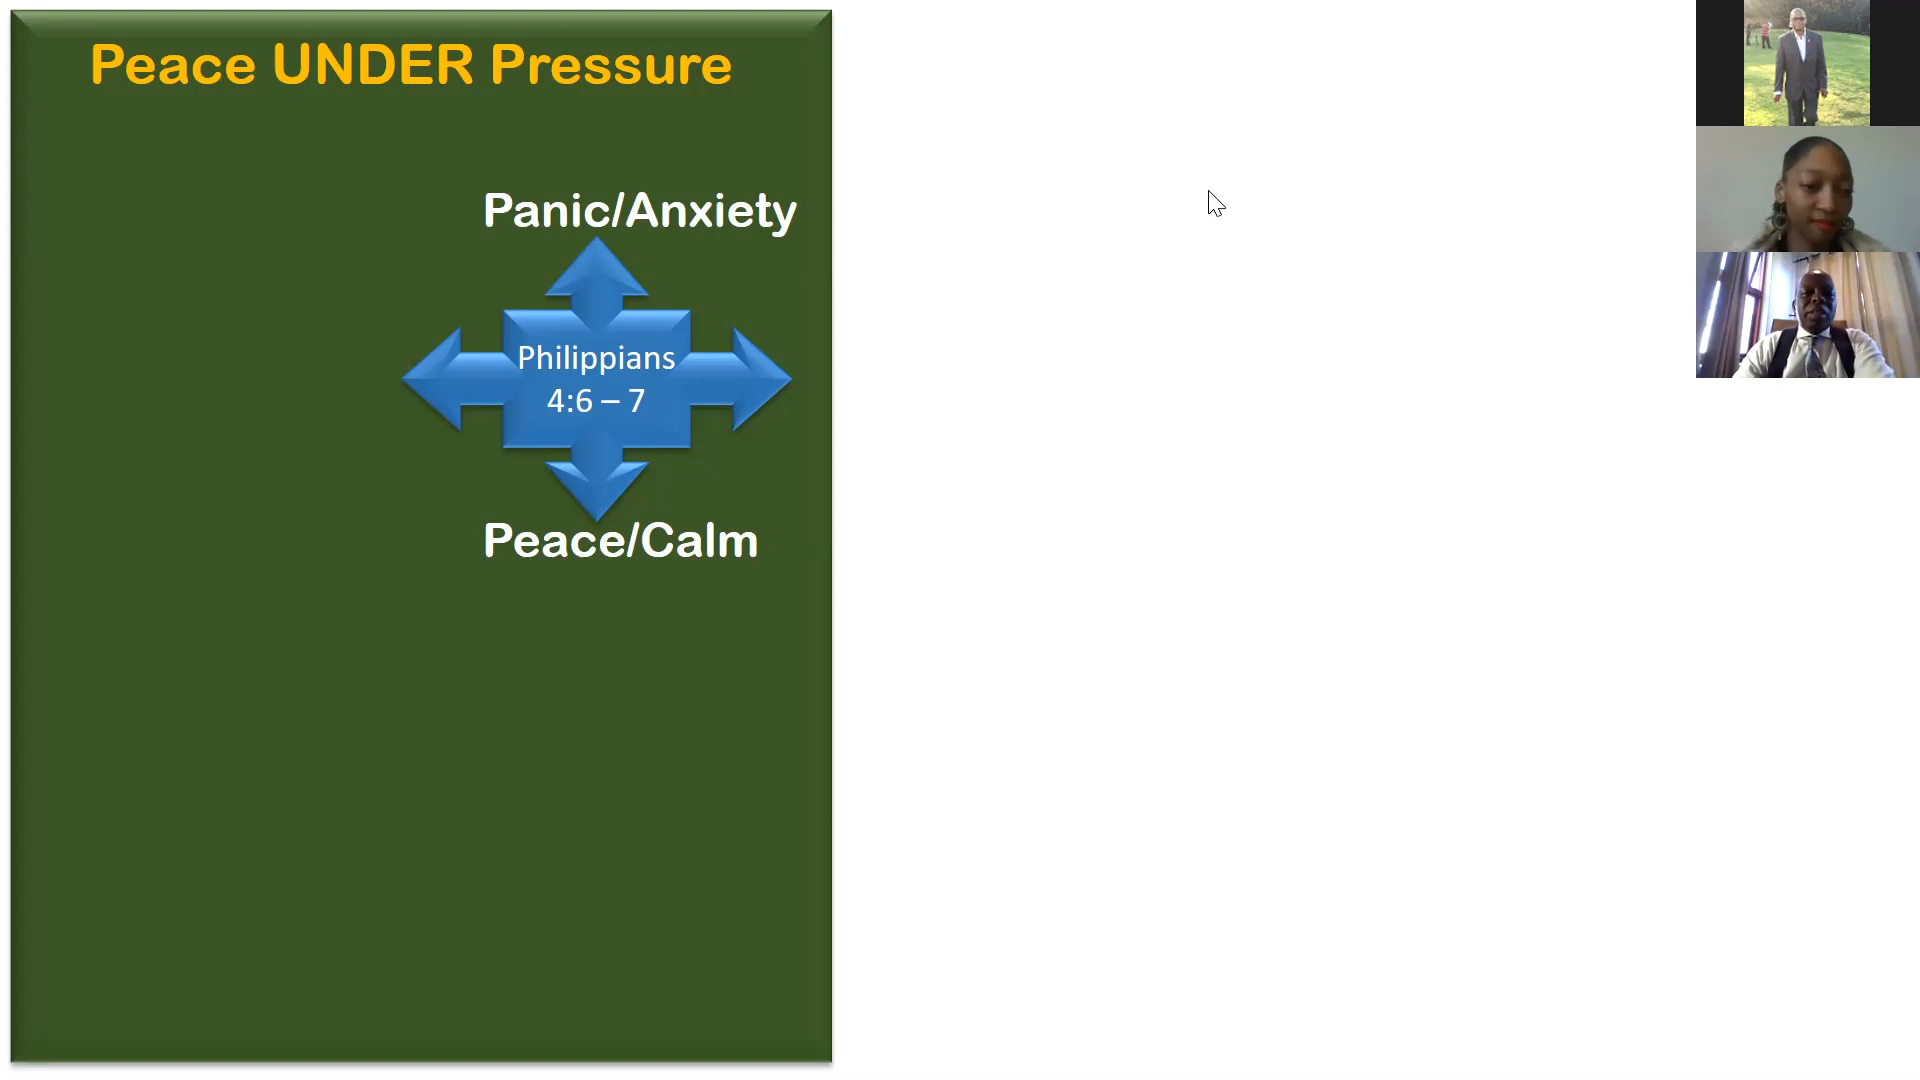 Peace UNDER Pressure
Panic/Anxiety
Philippians
4:6 – 7
Peace/Calm